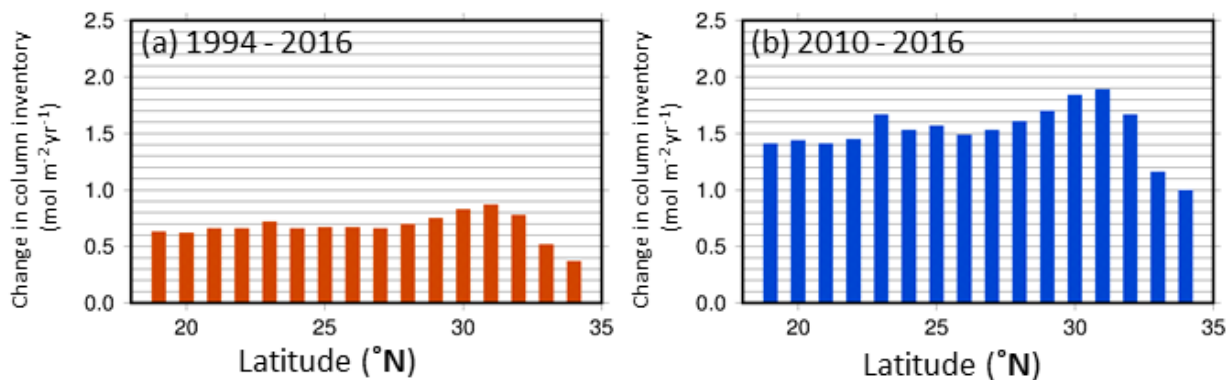 (a) 1994 - 2016
Change in column inventory
(mol m⁻²yr⁻¹)
2.5
2.0
1.5
1.0
0.5
0.0
20
25
30
35
Latitude (°N)
(b) 2010 - 2016
Change in column inventory
(mol m⁻²yr⁻¹)
2.5
2.0
1.5
1.0
0.5
0.0
20
25
30
35
Latitude (°N)